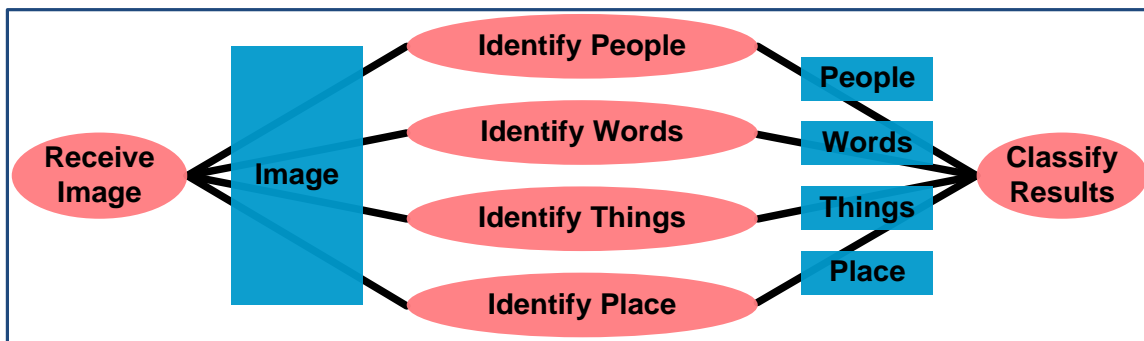 Identify People
People
Identify Words
Words
Receive
Image
Image
Classify
Results
Identify Things
Things
Place
Identify Place